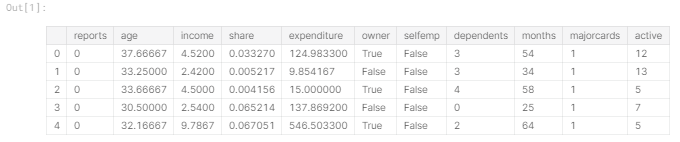 Out[1]:
reports age income share expenditure owner selfemp dependents months majorcards active
0 0 37.66667 4.5200 0.033270 124.983300 True False 3 54 1 12
1 0 33.25000 2.4200 0.005217 9.854167 False False 3 34 1 13
2 0 33.66667 4.5000 0.004156 15.000000 True False 4 58 1 5
3 0 30.50000 2.5400 0.065214 137.869200 False False 0 25 1 7
4 0 32.16667 9.7867 0.067051 546.503300 True False 2 64 1 5